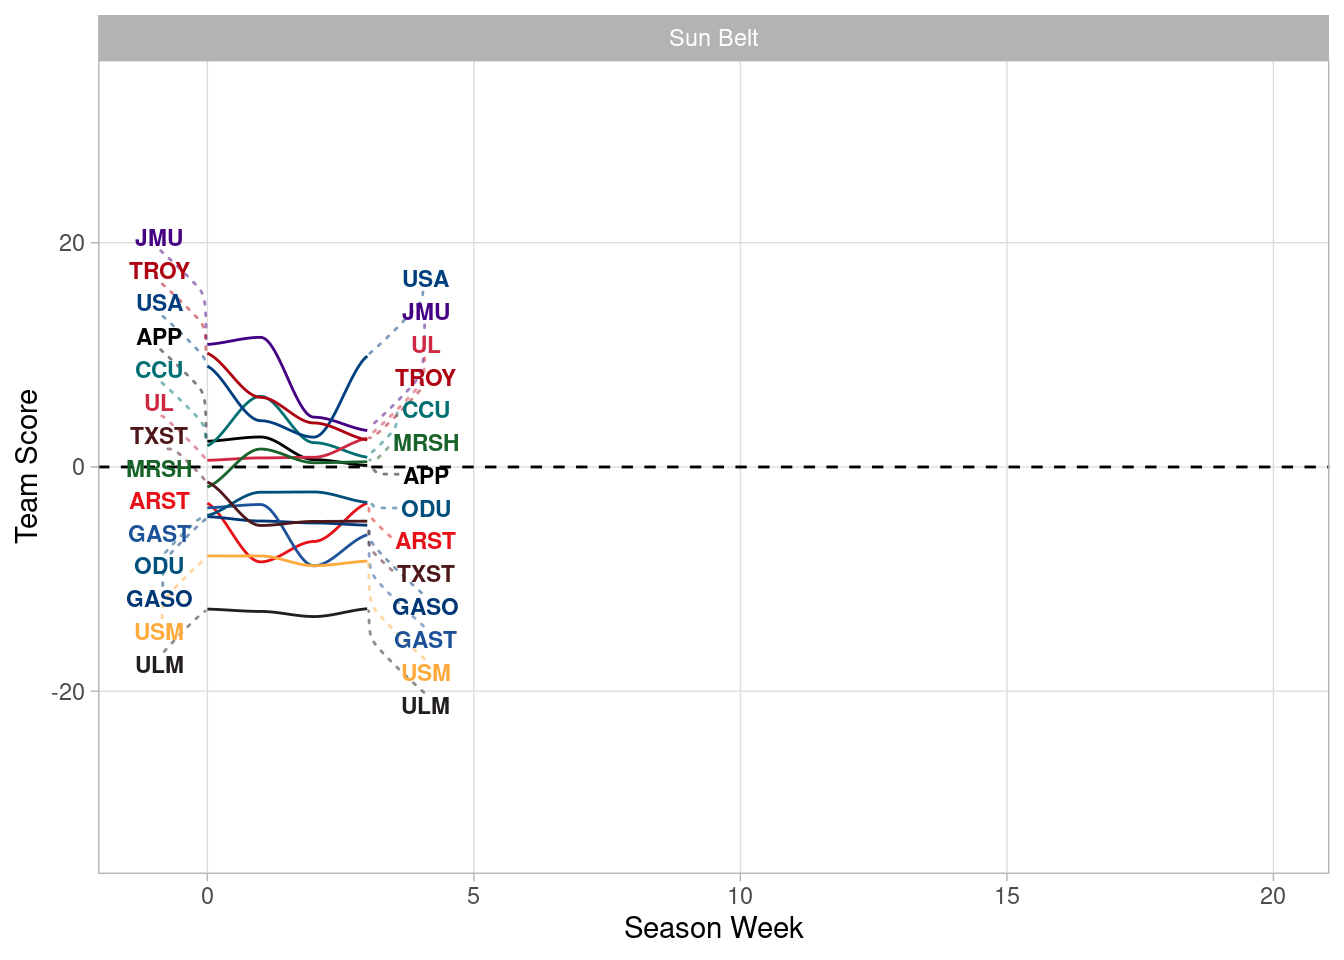 Sun Belt
Team Score
20
0
-20
JMU
TROY
USA
APP
CCU
UL
TXST
MRSH
ARST
GAST
ODU
GASO
USM
ULM
USA
JMU
UL
TROY
CCU
MRSH
APP
ODU
ARST
TXST
GASO
GAST
USM
ULM
0 5 10 15 20
Season Week